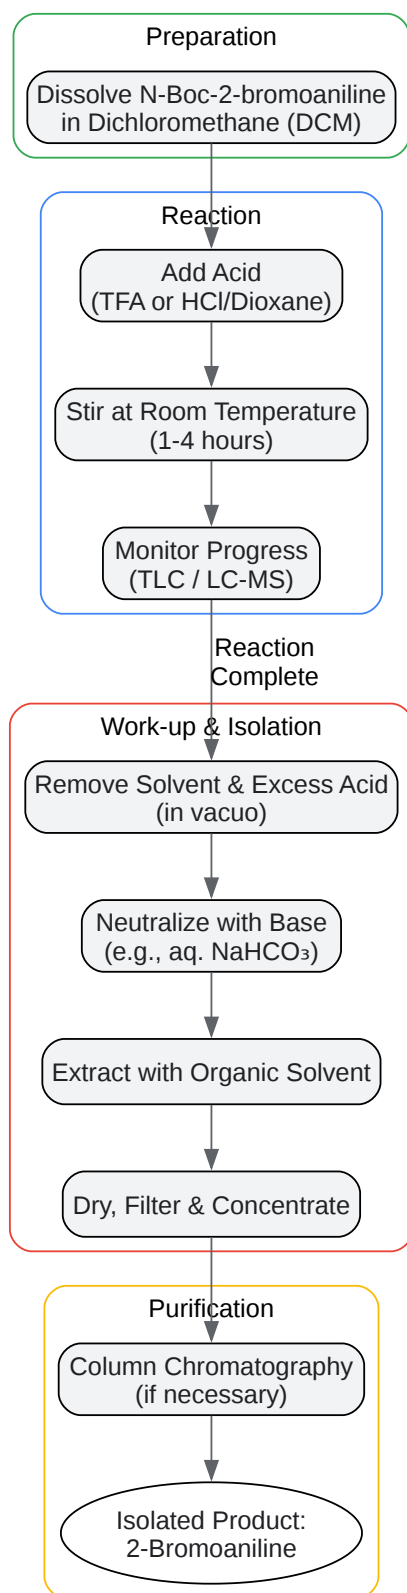 Preparation
Dissolve N-Boc-2-bromoaniline
in Dichloromethane (DCM)
Reaction
Add Acid
(TFA or HCl/Dioxane)
Stir at Room Temperature
(1-4 hours)
Monitor Progress
(TLC / LC-MS)
Reaction
Complete
Work-up & Isolation
Remove Solvent & Excess Acid
(in vacuo)
Neutralize with Base
(e.g., aq. NaHCO₃)
Extract with Organic Solvent
Dry, Filter & Concentrate
Purification
Column Chromatography
(if necessary)
Isolated Product:
2-Bromoaniline